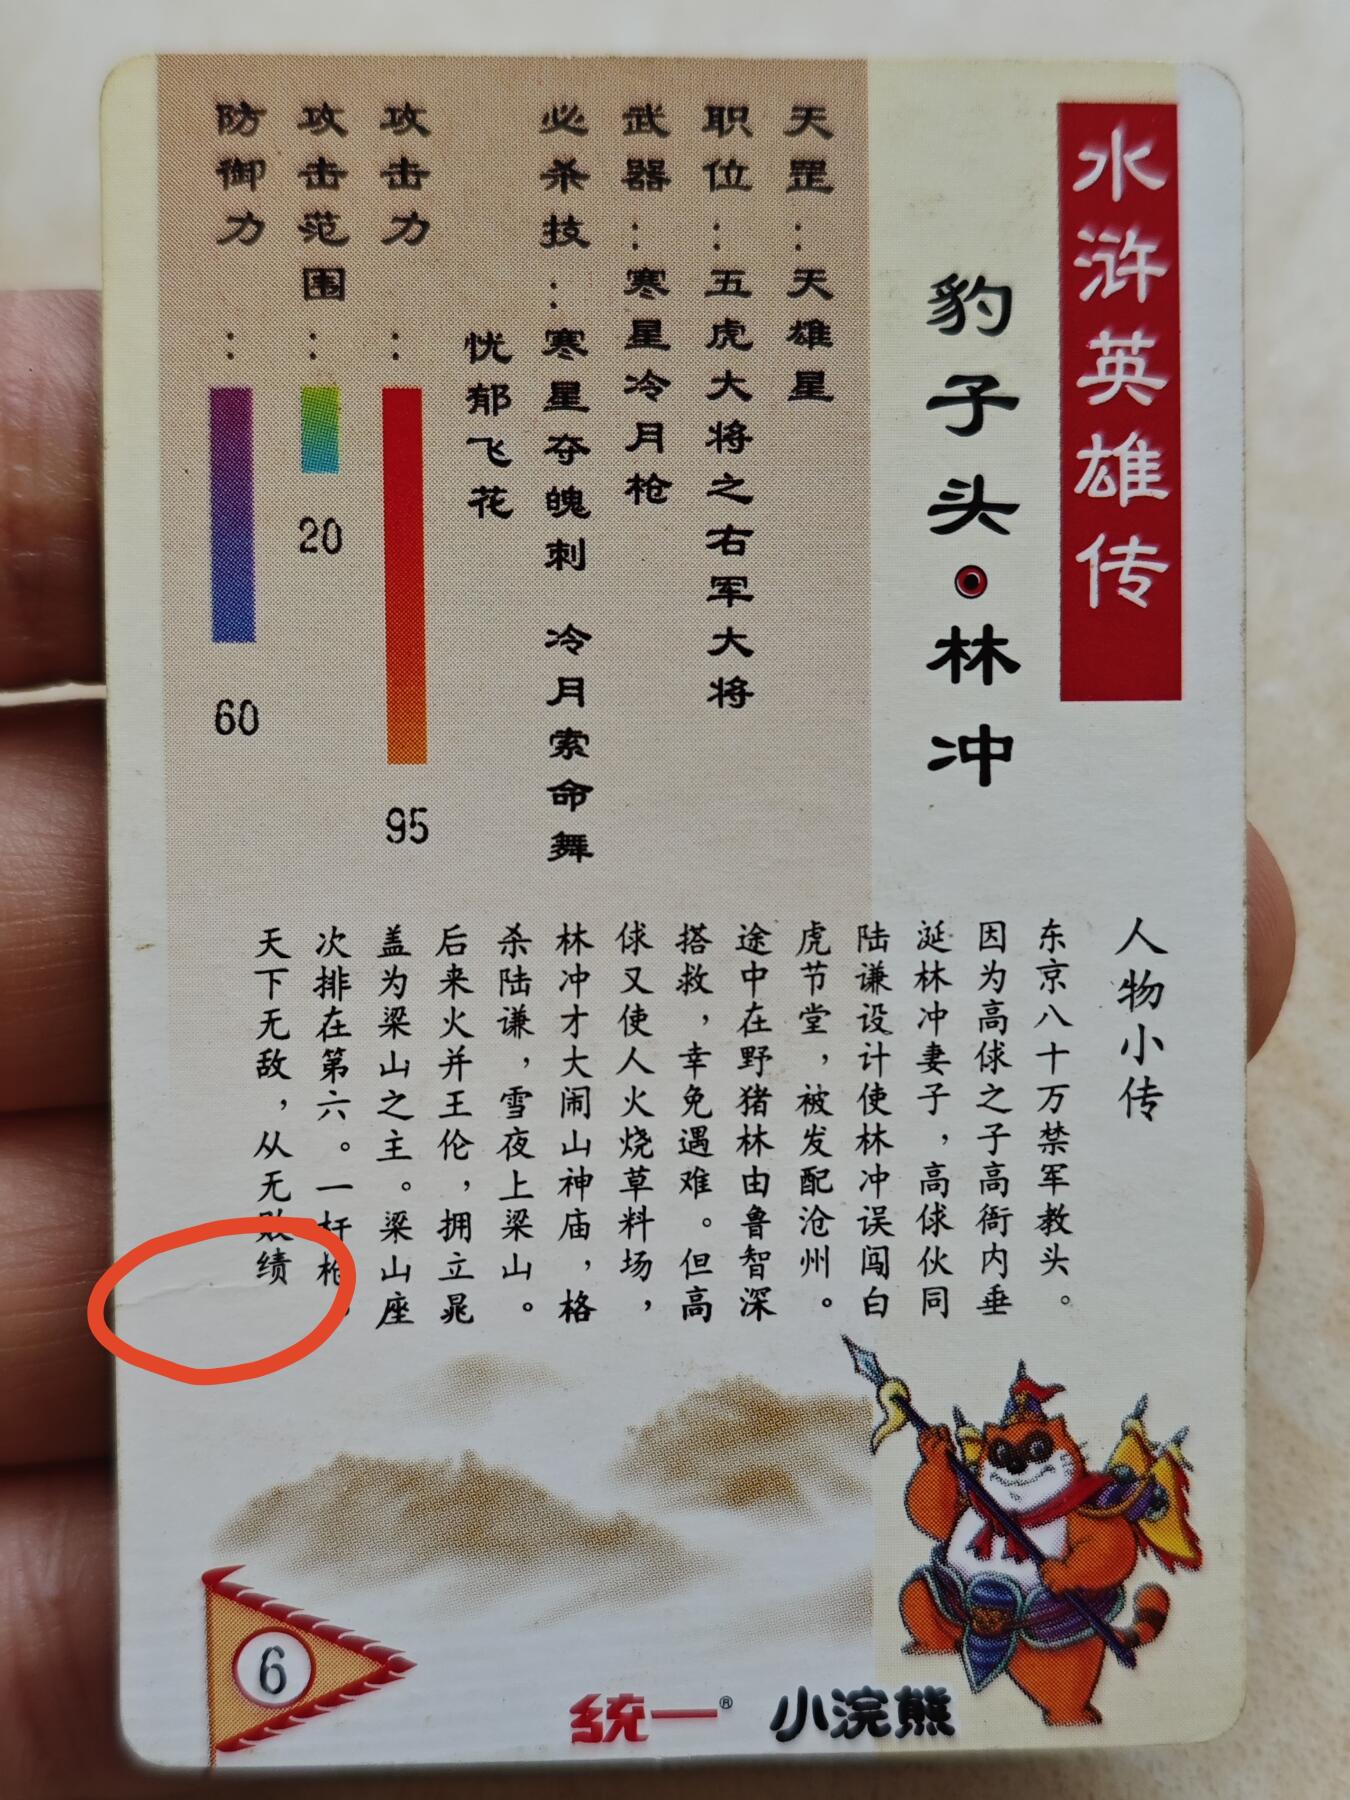 水浒英雄传
豹子头·林冲
天罡：天雄星
职位：五虎大将之右军大将
武器：寒星冷月枪
必杀技：寒星夺魄刺 冷月索命舞
忧郁飞花
攻击力：95
攻击范围：20
防御力：60
人物小传
东京八十万禁军教头。
因为高俅之子高衙内垂
涎林冲妻子，高俅伙同
陆谦设计使林冲误闯白
虎节堂，被发配沧州。
途中在野猪林由鲁智深
搭救，幸免遇难。但高
俅又使人火烧草料场，
林冲才大闹山神庙，格
杀陆谦，雪夜上梁山。
后来火并王伦，拥立晁
盖为梁山之主。梁山座
次排在第六。一杆枪，
天下无敌，从无败绩
6
统一® 小浣熊